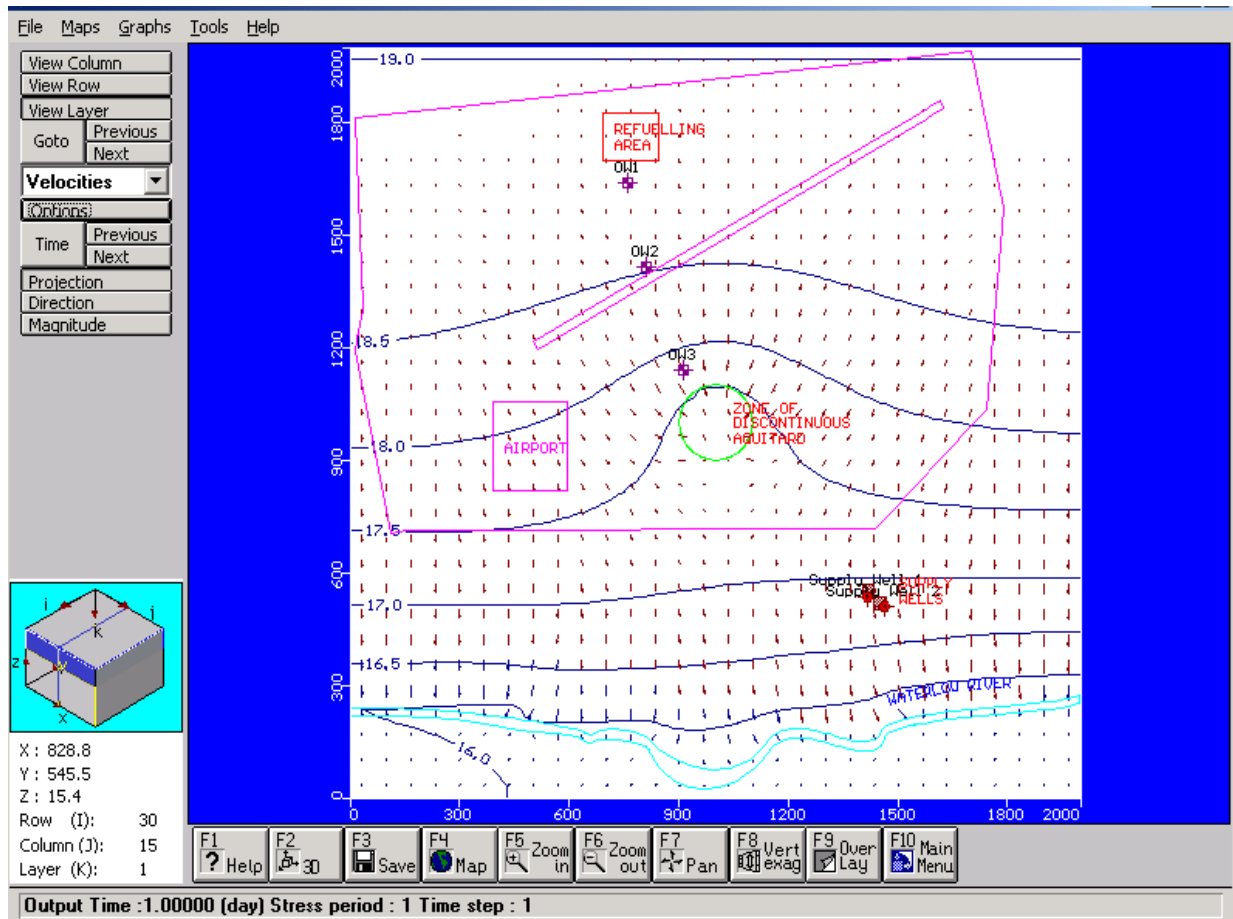 File Maps Graphs Tools Help
View Column
View Row
View Layer
Goto
Previous
Next
Velocities
Options
Time
Previous
Next
Projection
Direction
Magnitude
X : 828.8
Y : 545.5
Z : 15.4
Row (I): 30
Column (J): 15
Layer (K): 1
i j K Z Y X
2000
1800
1500
1200
900
600
300
0
19.0
REFUELLING
AREA
OW1
OW2
18.5
OW3
ZONE OF
DISCONTINUOUS
AQUITARD
AIRPORT
18.0
17.5
Supply Well
SUPPLY
Supply Well 2
WELLS
17.0
16.5
WATERLOU RIVER
16.0
0 300 600 900 1200 1500 1800 2000
F1 ? Help
F2 3D
F3 Save
F4 Map
F5 Zoom in
F6 Zoom out
F7 Pan
F8 Vert exag
F9 Over Lay
F10 Main Menu
Output Time :1.00000 (day) Stress period : 1 Time step : 1